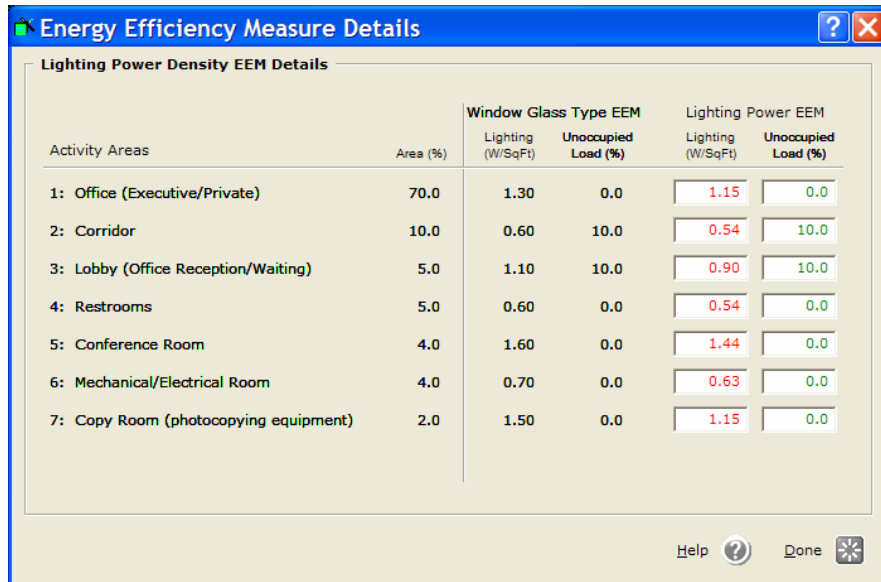 Energy Efficiency Measure Details
Lighting Power Density EEM Details
Window Glass Type EEM Lighting Power EEM
Activity Areas Area (%) Lighting (W/SqFt) Unoccupied Load (%) Lighting (W/SqFt) Unoccupied Load (%)
1: Office (Executive/Private) 70.0 1.30 0.0 1.15 0.0
2: Corridor 10.0 0.60 10.0 0.54 10.0
3: Lobby (Office Reception/Waiting) 5.0 1.10 10.0 0.90 10.0
4: Restrooms 5.0 0.60 0.0 0.54 0.0
5: Conference Room 4.0 1.60 0.0 1.44 0.0
6: Mechanical/Electrical Room 4.0 0.70 0.0 0.63 0.0
7: Copy Room (photocopying equipment) 2.0 1.50 0.0 1.15 0.0
Help ? Done